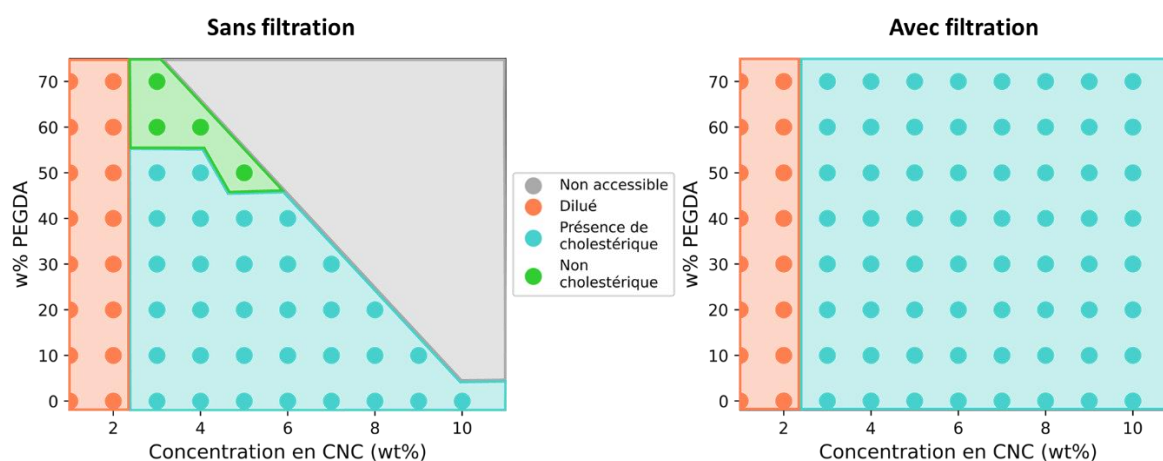 Sans filtration
70
60
50
40
30
20
10
0
w% PEGDA
2
4
6
8
10
Concentration en CNC (wt%)
Non accessible
Dilué
Présence de
cholestérique
Non
cholestérique
Avec filtration
70
60
50
40
30
20
10
0
w% PEGDA
2
4
6
8
10
Concentration en CNC (wt%)